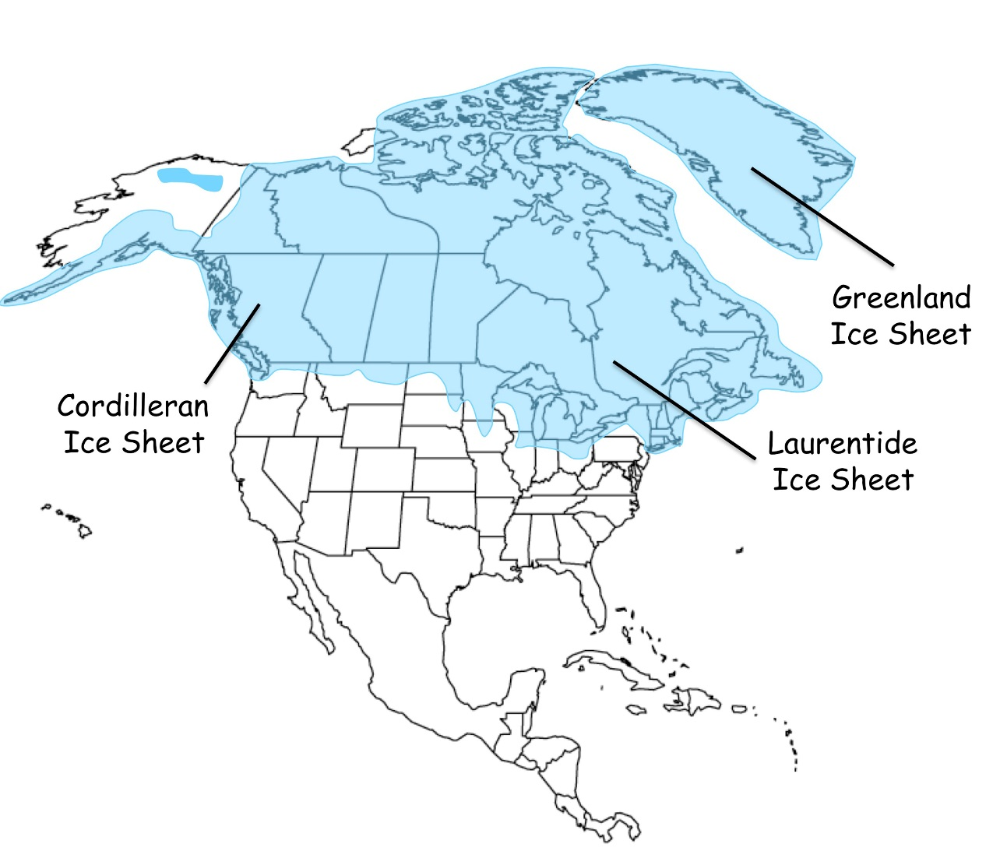 Greenland
Ice Sheet
Cordilleran
Ice Sheet
Laurentide
Ice Sheet